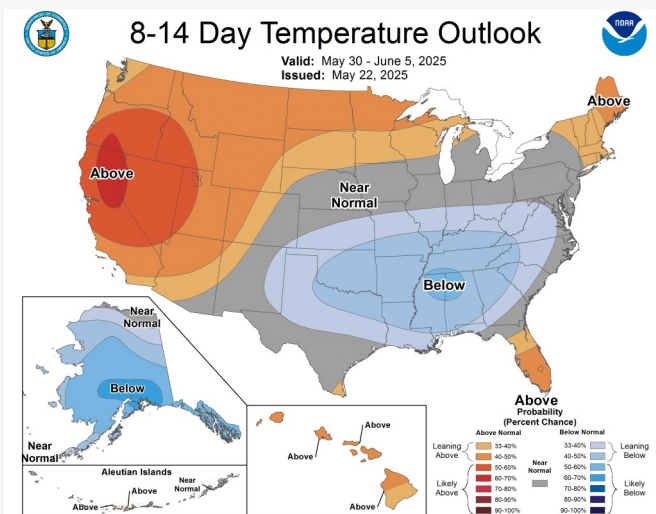 8-14 Day Temperature Outlook
Valid: May 30 - June 5, 2025
Issued: May 22, 2025
NOAA
Above
Above
Near
Normal
Below
Near
Normal
Below
Near
Normal
Aleutian Islands
Above
Above
Near
Normal
Above
Above
Above
Above
Probability
(Percent Chance)
Above Normal
Below Normal
Leaning
Above
33-40%
40-50%
50-60%
60-70%
70-80%
80-90%
90-100%
Likely
Above
Near
Normal
33-40%
40-50%
50-60%
60-70%
70-80%
80-90%
90-100%
Leaning
Below
Likely
Below